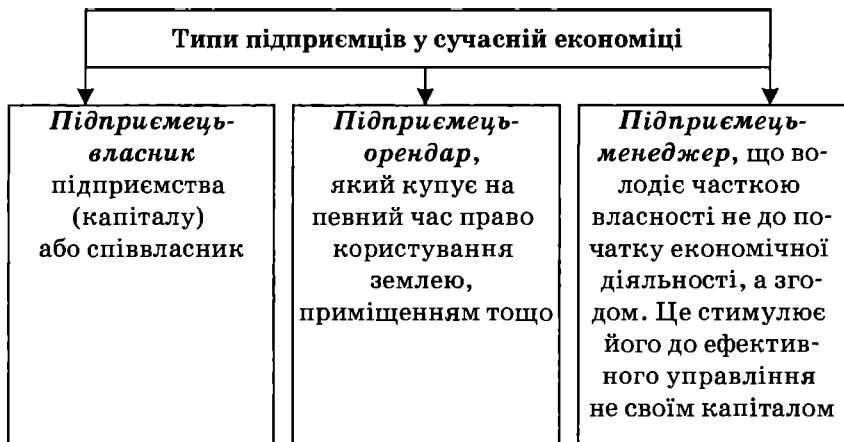 Типи підприємців у сучасній економіці
Підприємець-
власник
підприємства
(капіталу)
або співвласник
Підприємець-
орендар,
який купує на
певний час право
користування
землею,
приміщенням тощо
Підприємець-
менеджер, що во-
лодіє часткою
власності не до по-
чатку економічної
діяльності, а зго-
дом. Це стимулює
його до ефектив-
ного управління
не своїм капіталом